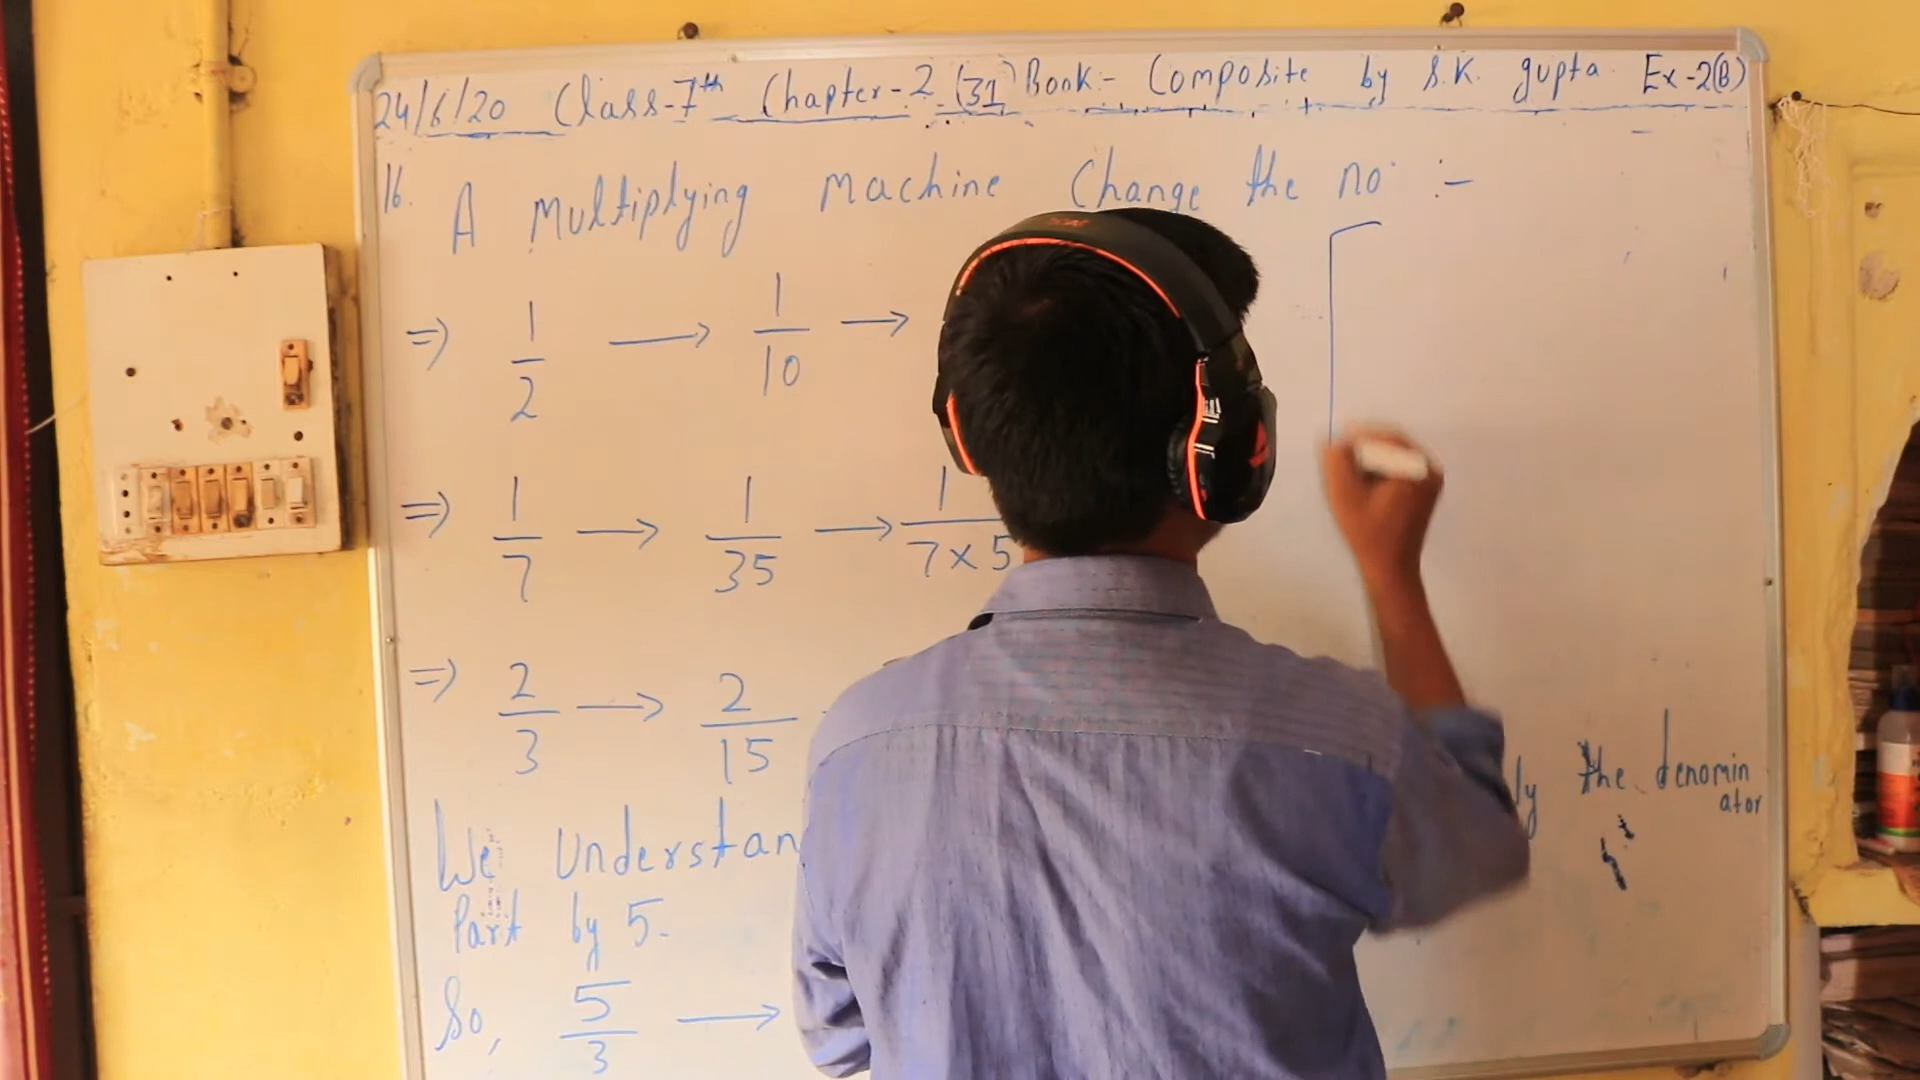 24/6/20 Class-7th Chapter-2 (31) Book:- Composite by S.K. gupta Ex-2(B)
16. A Multiplying Machine Change the no :-
⇒ 1/2 → 1/10 →
⇒ 1/7 → 1/35 → 1/7×5
⇒ 2/3 → 2/15
We Understan ly the denominator
Part by 5.
So, 5/3 →